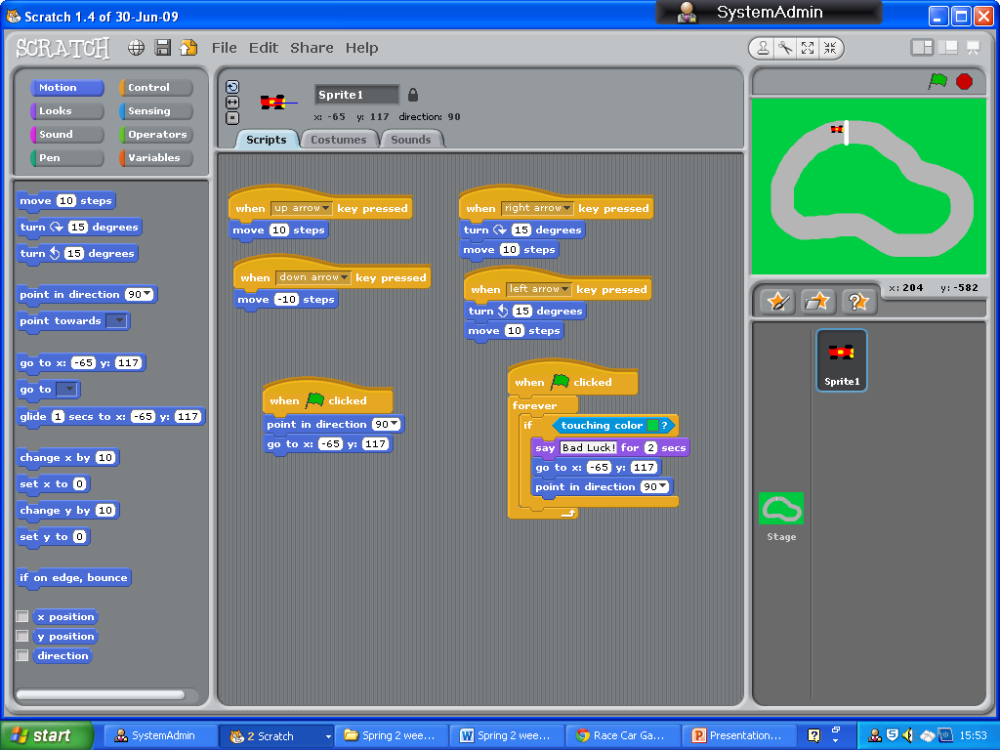 Scratch 1.4 of 30-Jun-09
SystemAdmin
SCRATCH
File Edit Share Help
Motion Control
Looks Sensing
Sound Operators
Pen Variables
Sprite1
x: -65 y: 117 direction: 90
Scripts Costumes Sounds
move 10 steps
turn 15 degrees
turn 15 degrees
point in direction 90
point towards
go to x: -65 y: 117
go to
glide 1 secs to x: -65 y: 117
change x by 10
set x to 0
change y by 10
set y to 0
if on edge, bounce
x position
y position
direction
when up arrow key pressed
move 10 steps
when down arrow key pressed
move -10 steps
when clicked
point in direction 90
go to x: -65 y: 117
when right arrow key pressed
turn 15 degrees
move 10 steps
when left arrow key pressed
turn 15 degrees
move 10 steps
when clicked
forever
if touching color ?
say Bad Luck! for 2 secs
go to x: -65 y: 117
point in direction 90
x: 204 y: -582
Sprite1
Stage
start
SystemAdmin
2 Scratch
Spring 2 wee...
Spring 2 wee...
Race Car Ga...
Presentation...
15:53